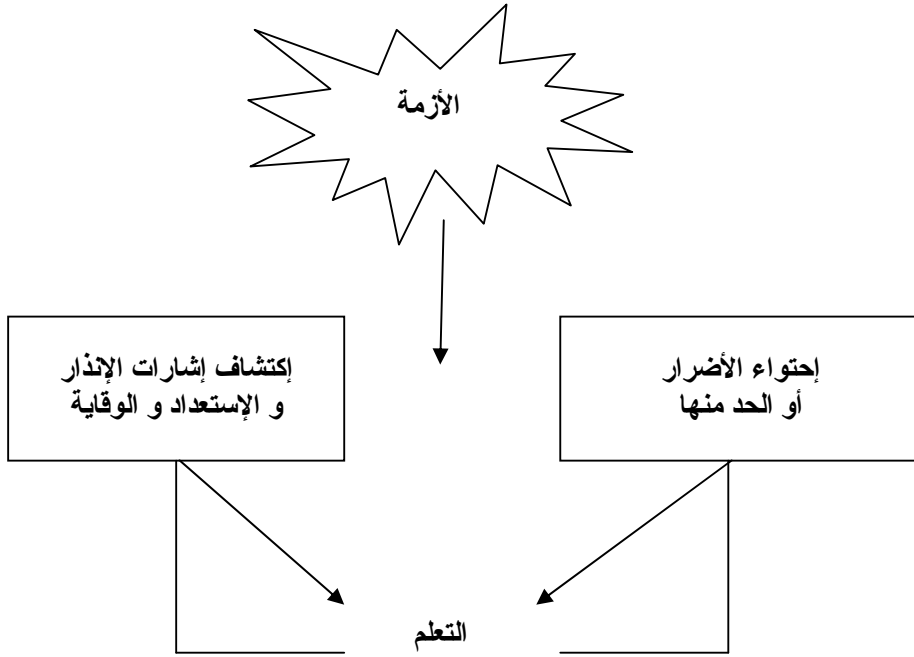 الأزمة
إحتواء الأضرار
أو الحد منها
إكتشاف إشارات الإنذار
و الإستعداد و الوقاية
التعلم